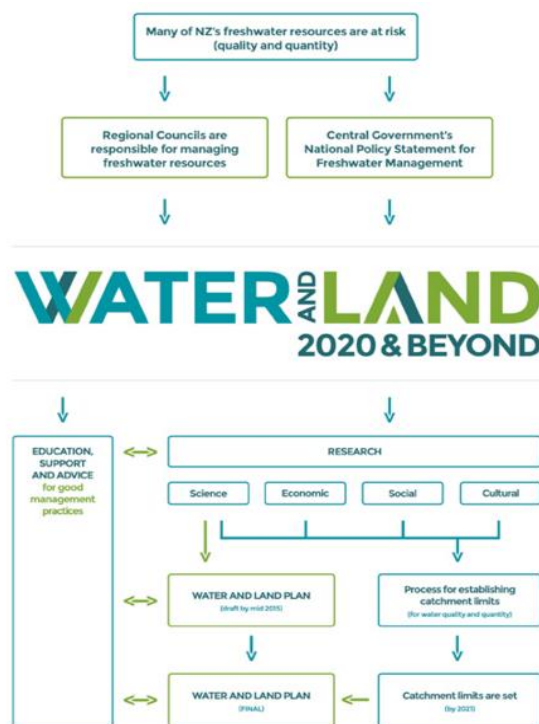 Many of NZ's freshwater resources are at risk
(quality and quantity)
Regional Councils are
responsible for managing
freshwater resources
Central Government's
National Policy Statement for
Freshwater Management
WATER AND LAND
2020 & BEYOND
EDUCATION,
SUPPORT
AND ADVICE
for good
management
practices
RESEARCH
Science
Economic
Social
Cultural
WATER AND LAND PLAN
(draft by mid 2015)
Process for establishing
catchment limits
(for water quality and quantity)
WATER AND LAND PLAN
(FINAL)
Catchment limits are set
(by 2021)